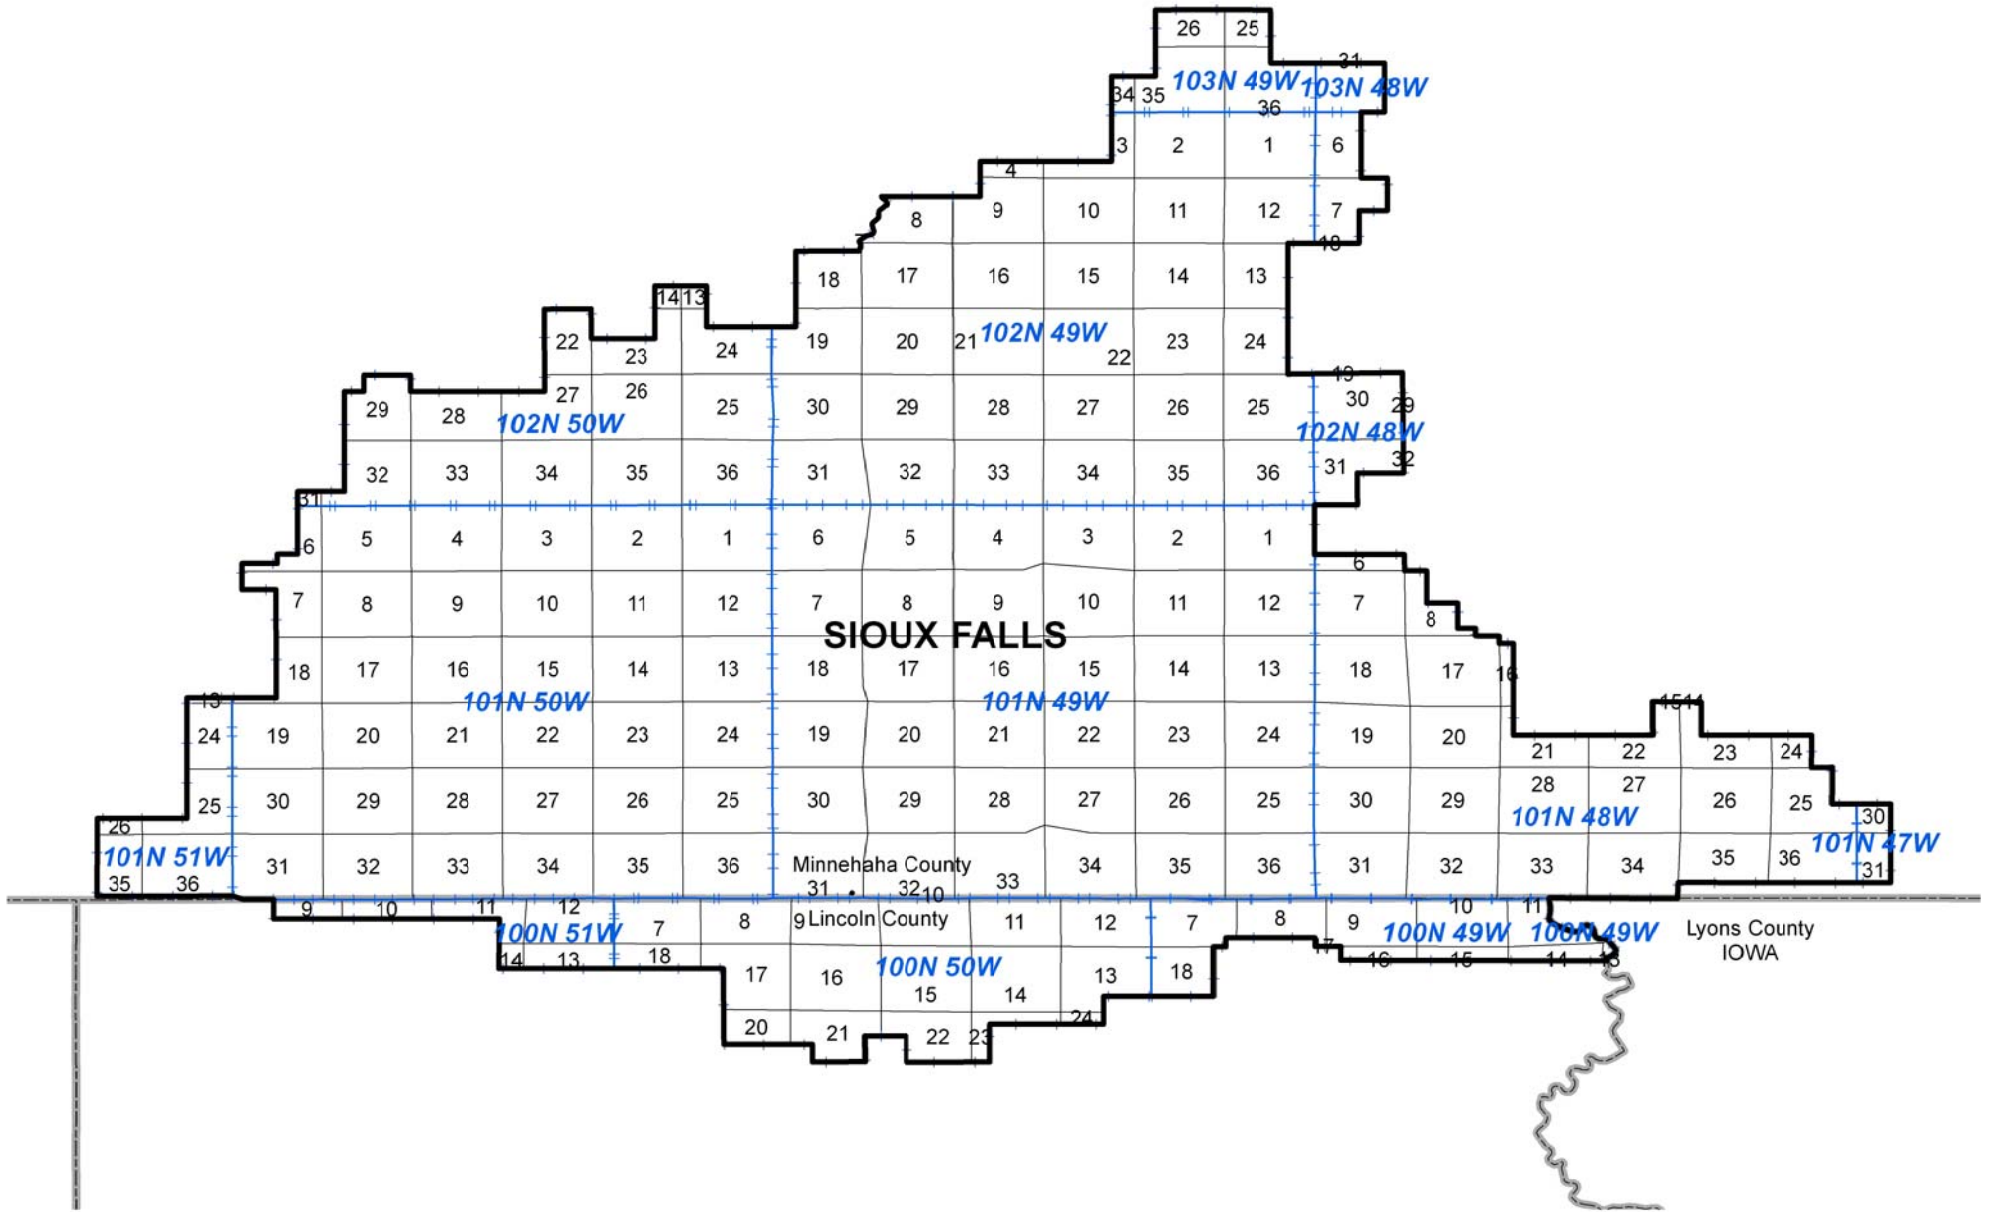 26 25
31
103N 49W 103N 48W
34 35
36
3 2 1 6
4
8 9 10 11 12 7
7
18
18 17 16 15 14 13
14 13
22 23 24 19 20 21 102N 49W 22 23 24
19
29 28 27 26 25 30 29 28 27 26 25 30 29
102N 50W 102N 48W
32 33 34 35 36 31 32 33 34 35 36 31 32
31
6 5 4 3 2 1 6 5 4 3 2 1
6
7 8 9 10 11 12 7 8 9 10 11 12 7 8
SIOUX FALLS
18 17 16 15 14 13 18 17 16 15 14 13 18 17 16
13 101N 50W 101N 49W 15 14
24 19 20 21 22 23 24 19 20 21 22 23 24 19 20 21 22 23 24
25 30 29 28 27 26 25 30 29 28 27 26 25 30 29 28 27 26 25
101N 48W 30
26
101N 51W 101N 47W
31 32 33 34 35 36 Minnehaha County 34 35 36 31 32 33 34 35 36 31
35 36 31 32 10 33
9 10 11 12 10 11
7 8 9 Lincoln County 11 12 7 8 9
100N 51W 100N 49W 100N 49W Lyons County
14 13 18 17 16 15 14 13 IOWA
100N 50W
17 16 15 14 13 18
20 21 22 23 24